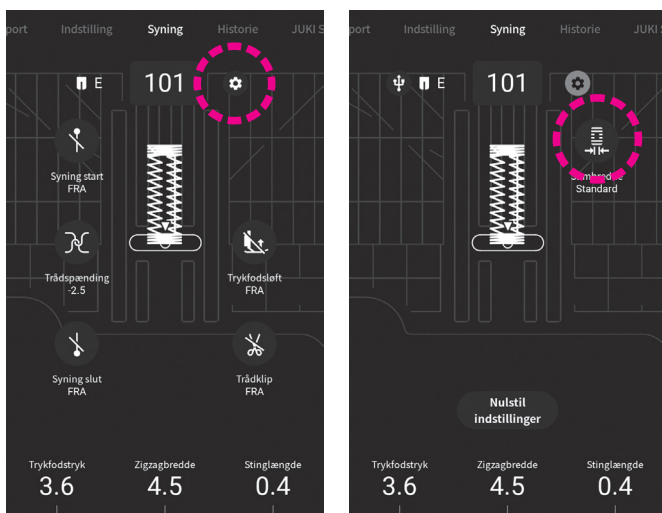 port Indstilling Syning Historie JUKI S
E 101
Syning start
FRA
Trådspænding
-2.5
Trykfodsløft
FRA
Syning slut
FRA
Trådklip
FRA
Trykfodstryk Zigzagbredde Stinglængde
3.6 4.5 0.4
port Indstilling Syning Historie JUKI
E 101
Sømbredde
Standard
Nulstil
indstillinger
Trykfodstryk Zigzagbredde Stinglængde
3.6 4.5 0.4